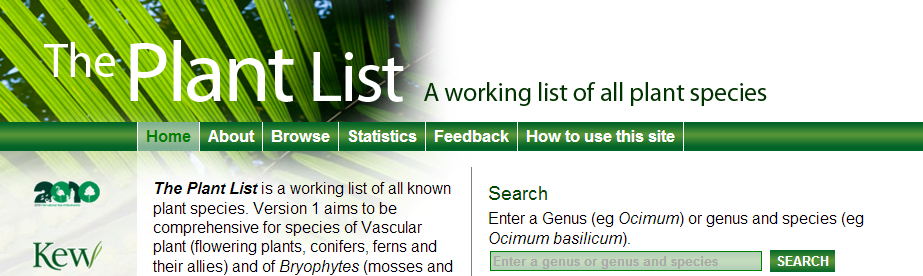 The Plant List A working list of all plant species
Home About Browse Statistics Feedback How to use this site
2010
Kew
The Plant List is a working list of all known
plant species. Version 1 aims to be
comprehensive for species of Vascular
plant (flowering plants, conifers, ferns and
their allies) and of Bryophytes (mosses and
Search
Enter a Genus (eg Ocimum) or genus and species (eg
Ocimum basilicum).
Enter a genus or genus and species SEARCH